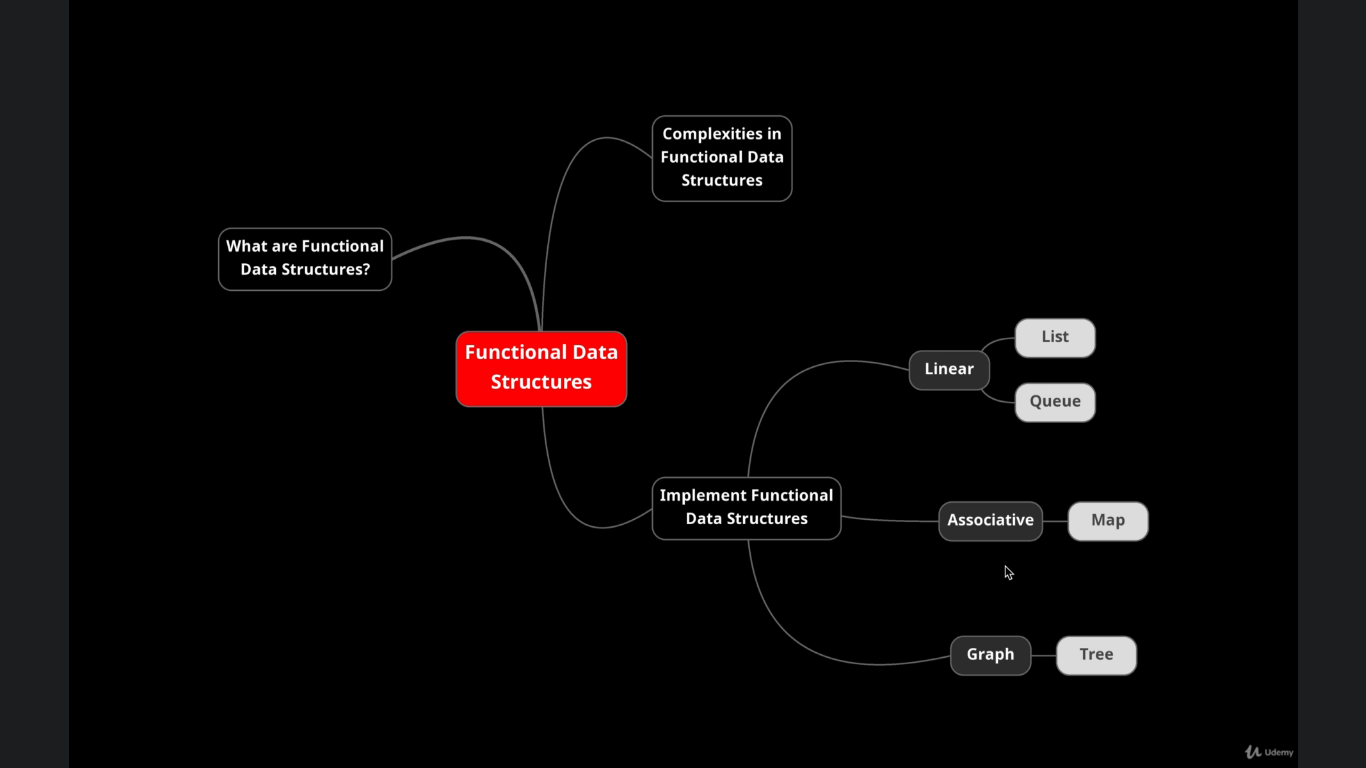 Complexities in
Functional Data
Structures
What are Functional
Data Structures?
Functional Data
Structures
List
Linear
Queue
Implement Functional
Data Structures
Associative
Map
Graph
Tree
Udemy